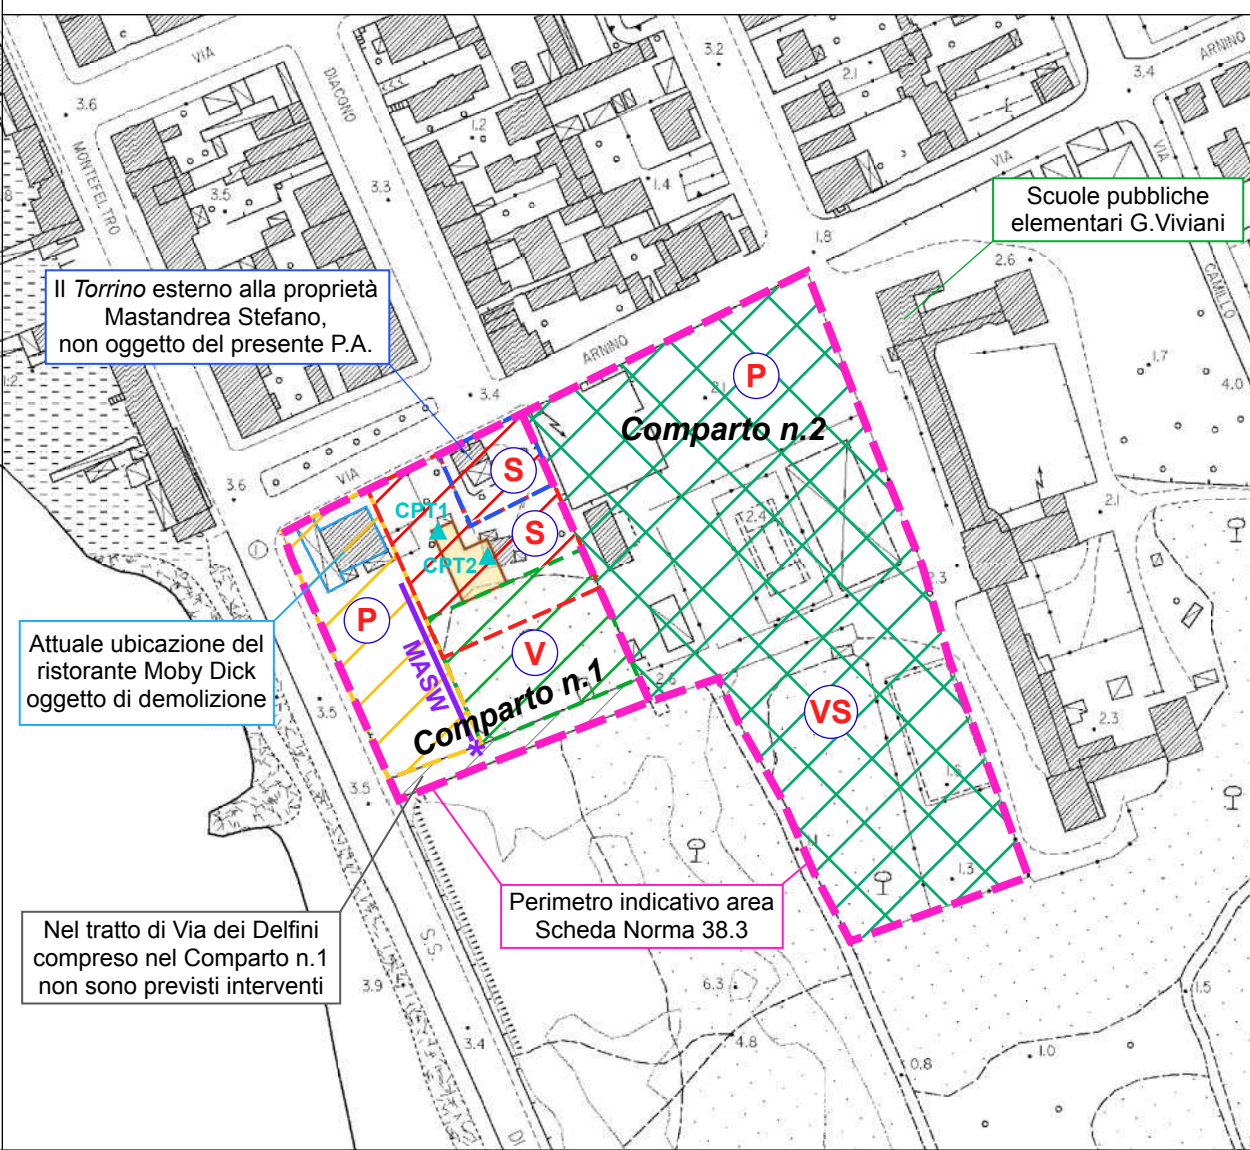 VIA
DIACONO
MONTEFELTRO
3.6
3.5
3.3
1.2
1.4
3.2
2.1
3.4
ARNINO
VIA
VIA
CAMILLO
Scuole pubbliche
elementari G.Viviani
1.8
2.6
1.7
4.0
Il Torrino esterno alla proprietà
Mastandrea Stefano,
non oggetto del presente P.A.
1.2
ARNINO
3.4
VIA
3.6
P
2.1
Comparto n.2
S
CPT1
S
CPT2
2.4
2.1
2.3
1
P
MASW
V
Comparto n.1
*
Attuale ubicazione del
ristorante Moby Dick
oggetto di demolizione
3.5
VS
2.3
3.5
1.3
Perimetro indicativo area
Scheda Norma 38.3
Nel tratto di Via dei Delfini
compreso nel Comparto n.1
non sono previsti interventi
S.S.
3.9
6.3
1.5
3.4
4.8
1.0
0.8
DI